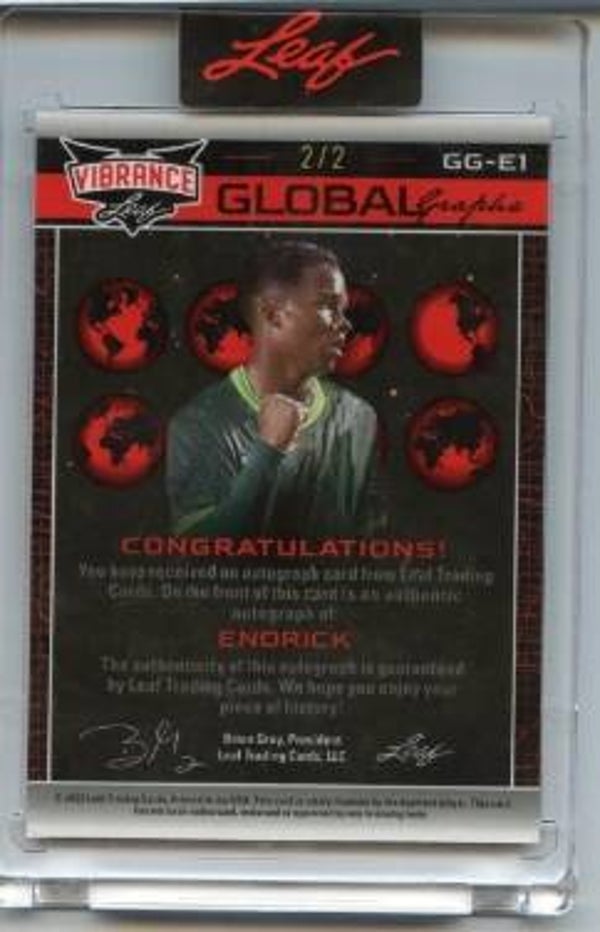 Leaf
VIBRANCE
Leaf
2/2
GG-E1
GLOBAL Graphs
CONGRATULATIONS!
You have received an autograph card from Leaf Trading
Cards. On the front of this card is an authentic
autograph of:
ENDRICK
The authenticity of this autograph is guaranteed
by Leaf Trading Cards. We hope you enjoy your
piece of history!
Brian Gray, President
Leaf Trading Cards, LLC
Leaf